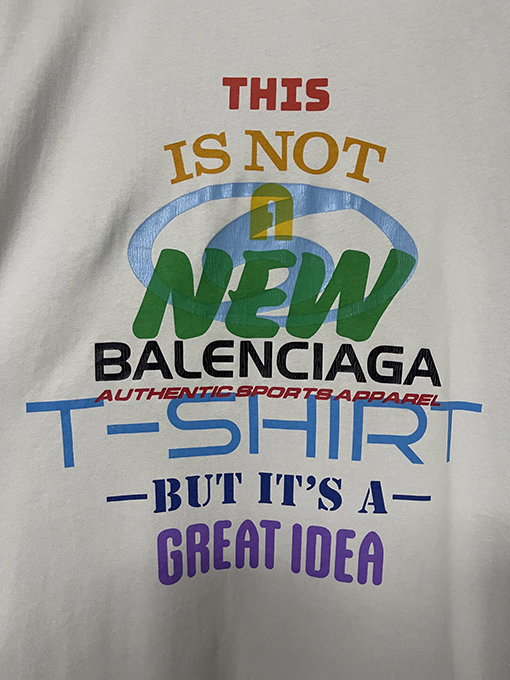 THIS
IS NOT
A
NEW
BALENCIAGA
AUTHENTIC SPORTS APPAREL
T-SHIRT
—BUT IT'S A—
GREAT IDEA